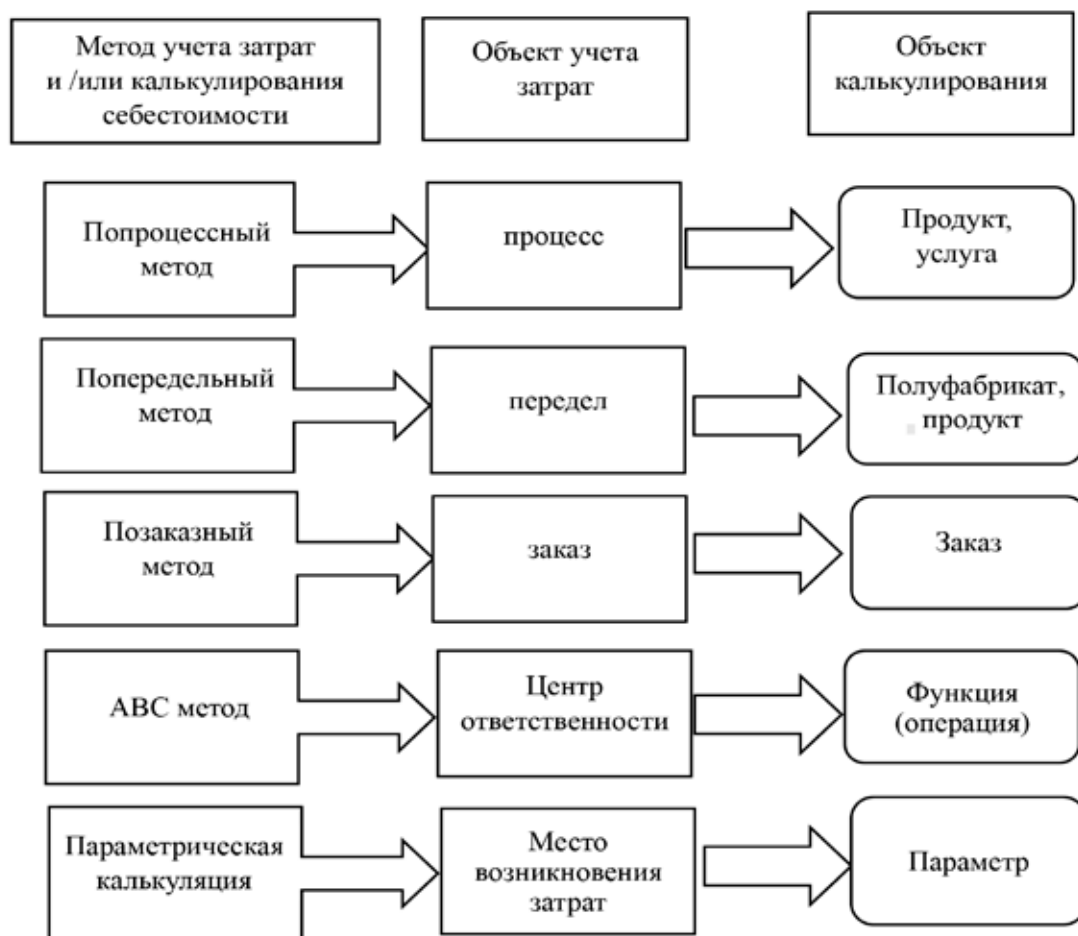 Метод учета затрат
и /или калькулирования
себестоимости
Объект учета
затрат
Объект
калькулирования
Попроцессный
метод
процесс
Продукт,
услуга
Попередельный
метод
передел
Полуфабрикат,
продукт
Позаказный
метод
заказ
Заказ
АВС метод
Центр
ответственности
Функция
(операция)
Параметрическая
калькуляция
Место
возникновения
затрат
Параметр